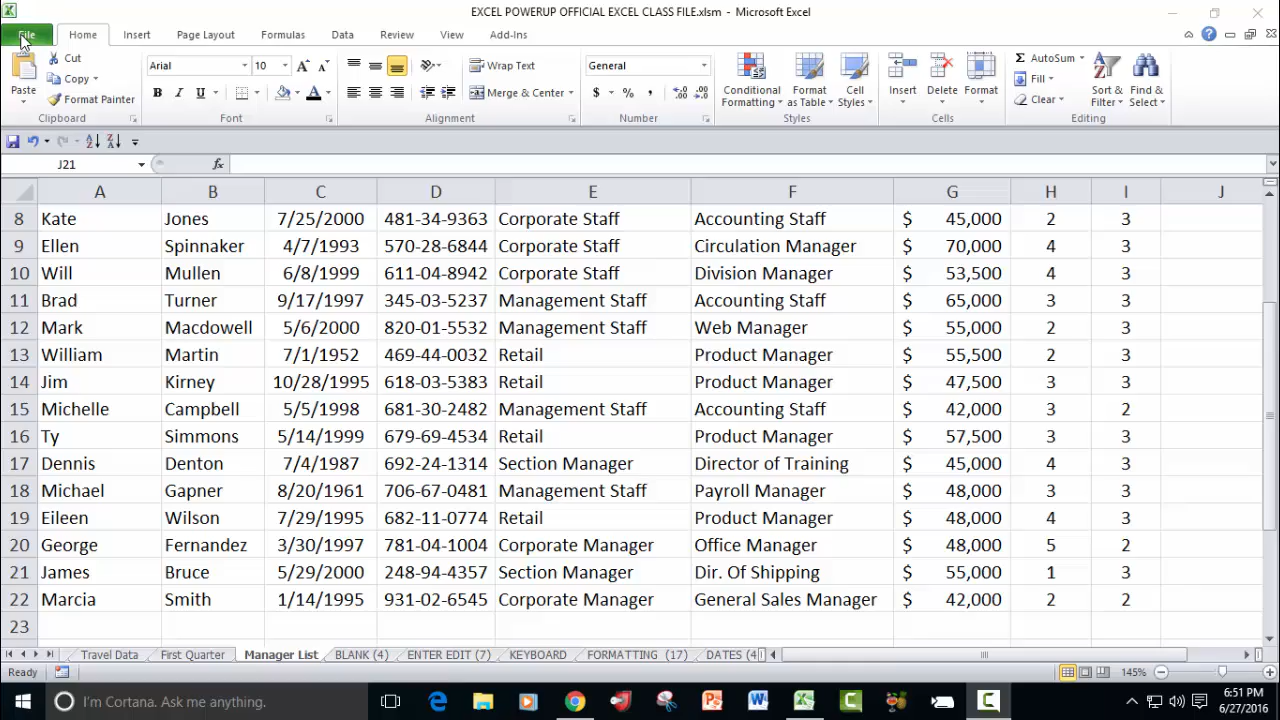 EXCEL POWERUP OFFICIAL EXCEL CLASS FILE.xlsm - Microsoft Excel
File Home Insert Page Layout Formulas Data Review View Add-Ins
Paste Cut Copy Format Painter Clipboard
Arial 10 B I U A A A Font
Wrap Text Merge & Center Alignment
General $ % , .0 .00 .00 .0 Number
Conditional Formatting Format as Table Cell Styles Styles
Insert Delete Format Cells
Σ AutoSum Fill Clear Sort & Filter Find & Select Editing
J21 fx
A B C D E F G H I J
8 Kate Jones 7/25/2000 481-34-9363 Corporate Staff Accounting Staff $ 45,000 2 3
9 Ellen Spinnaker 4/7/1993 570-28-6844 Corporate Staff Circulation Manager $ 70,000 4 3
10 Will Mullen 6/8/1999 611-04-8942 Corporate Staff Division Manager $ 53,500 4 3
11 Brad Turner 9/17/1997 345-03-5237 Management Staff Accounting Staff $ 65,000 3 3
12 Mark Macdowell 5/6/2000 820-01-5532 Management Staff Web Manager $ 55,000 2 3
13 William Martin 7/1/1952 469-44-0032 Retail Product Manager $ 55,500 2 3
14 Jim Kirney 10/28/1995 618-03-5383 Retail Product Manager $ 47,500 3 3
15 Michelle Campbell 5/5/1998 681-30-2482 Management Staff Accounting Staff $ 42,000 3 2
16 Ty Simmons 5/14/1999 679-69-4534 Retail Product Manager $ 57,500 3 3
17 Dennis Denton 7/4/1987 692-24-1314 Section Manager Director of Training $ 45,000 4 3
18 Michael Gapner 8/20/1961 706-67-0481 Management Staff Payroll Manager $ 48,000 3 3
19 Eileen Wilson 7/29/1995 682-11-0774 Retail Product Manager $ 48,000 4 3
20 George Fernandez 3/30/1997 781-04-1004 Corporate Manager Office Manager $ 48,000 5 2
21 James Bruce 5/29/2000 248-94-4357 Section Manager Dir. Of Shipping $ 55,000 1 3
22 Marcia Smith 1/14/1995 931-02-6545 Corporate Manager General Sales Manager $ 42,000 2 2
23
Travel Data First Quarter Manager List BLANK (4) ENTER EDIT (7) KEYBOARD FORMATTING (17) DATES (4
Ready 145%
I'm Cortana. Ask me anything. 6:51 PM
6/27/2016